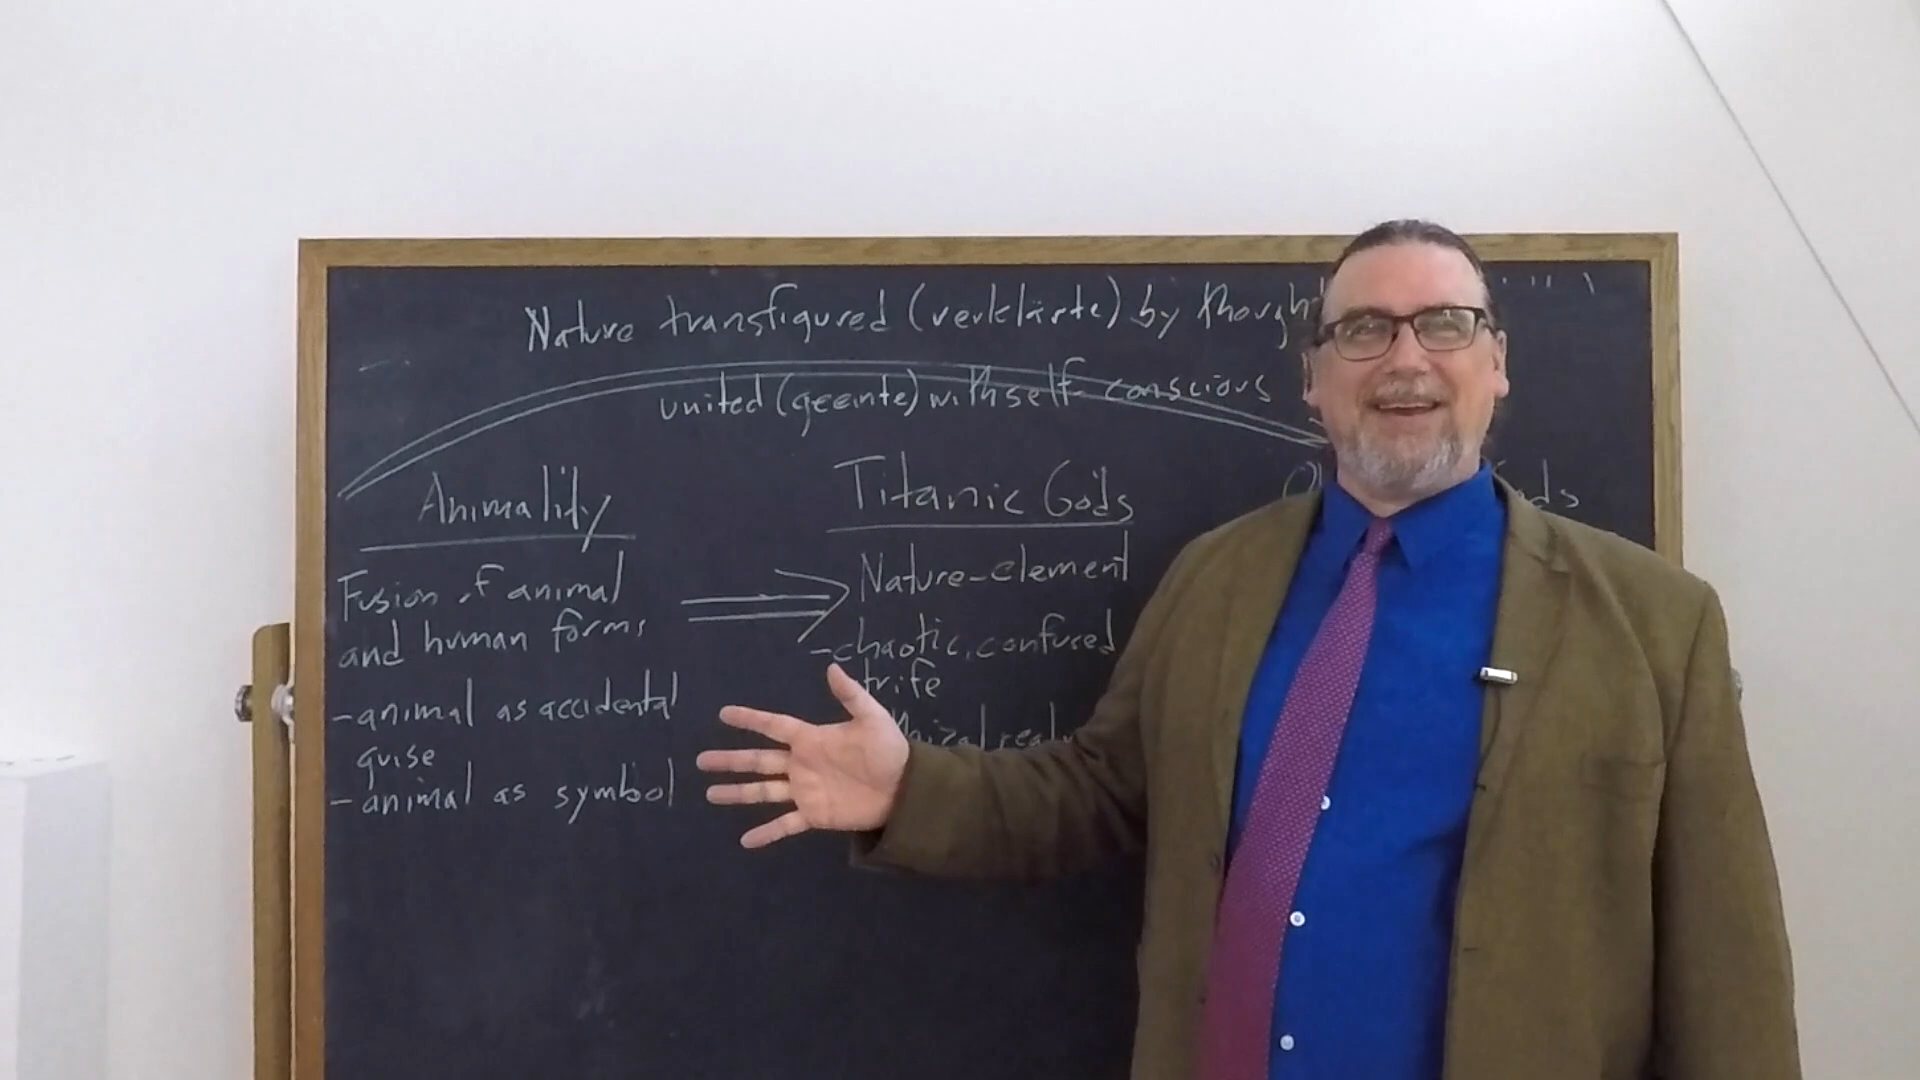 Nature transfigured (verklärte) by though
united (geeinte) with self-conscious
Animality
Fusion of animal
and human forms
-animal as accidental
guise
-animal as symbol
Titanic Gods
Nature-element
-chaotic, confused
strife